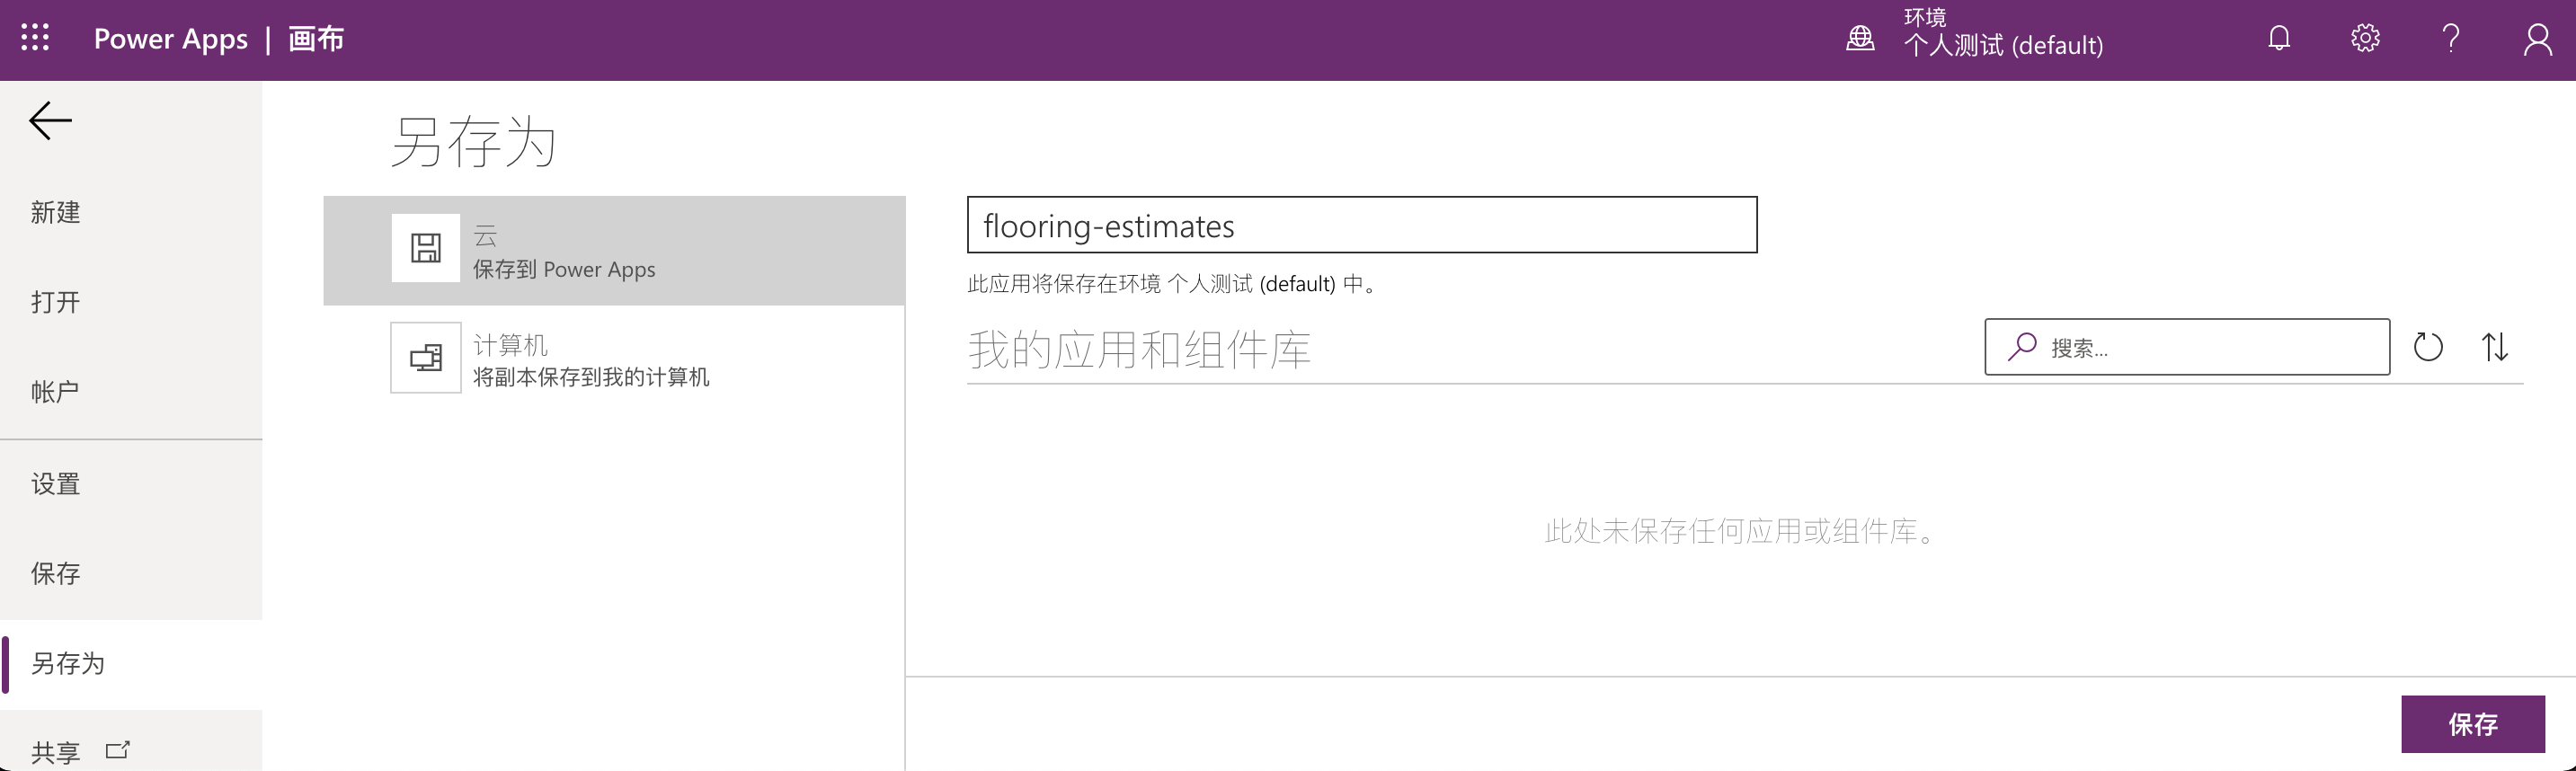 Power Apps | 画布
环境
个人测试 (default)
新建
打开
帐户
设置
保存
另存为
共享
另存为
云
保存到 Power Apps
计算机
将副本保存到我的计算机
flooring-estimates
此应用将保存在环境 个人测试 (default) 中。
我的应用和组件库
搜索...
此处未保存任何应用或组件库。
保存